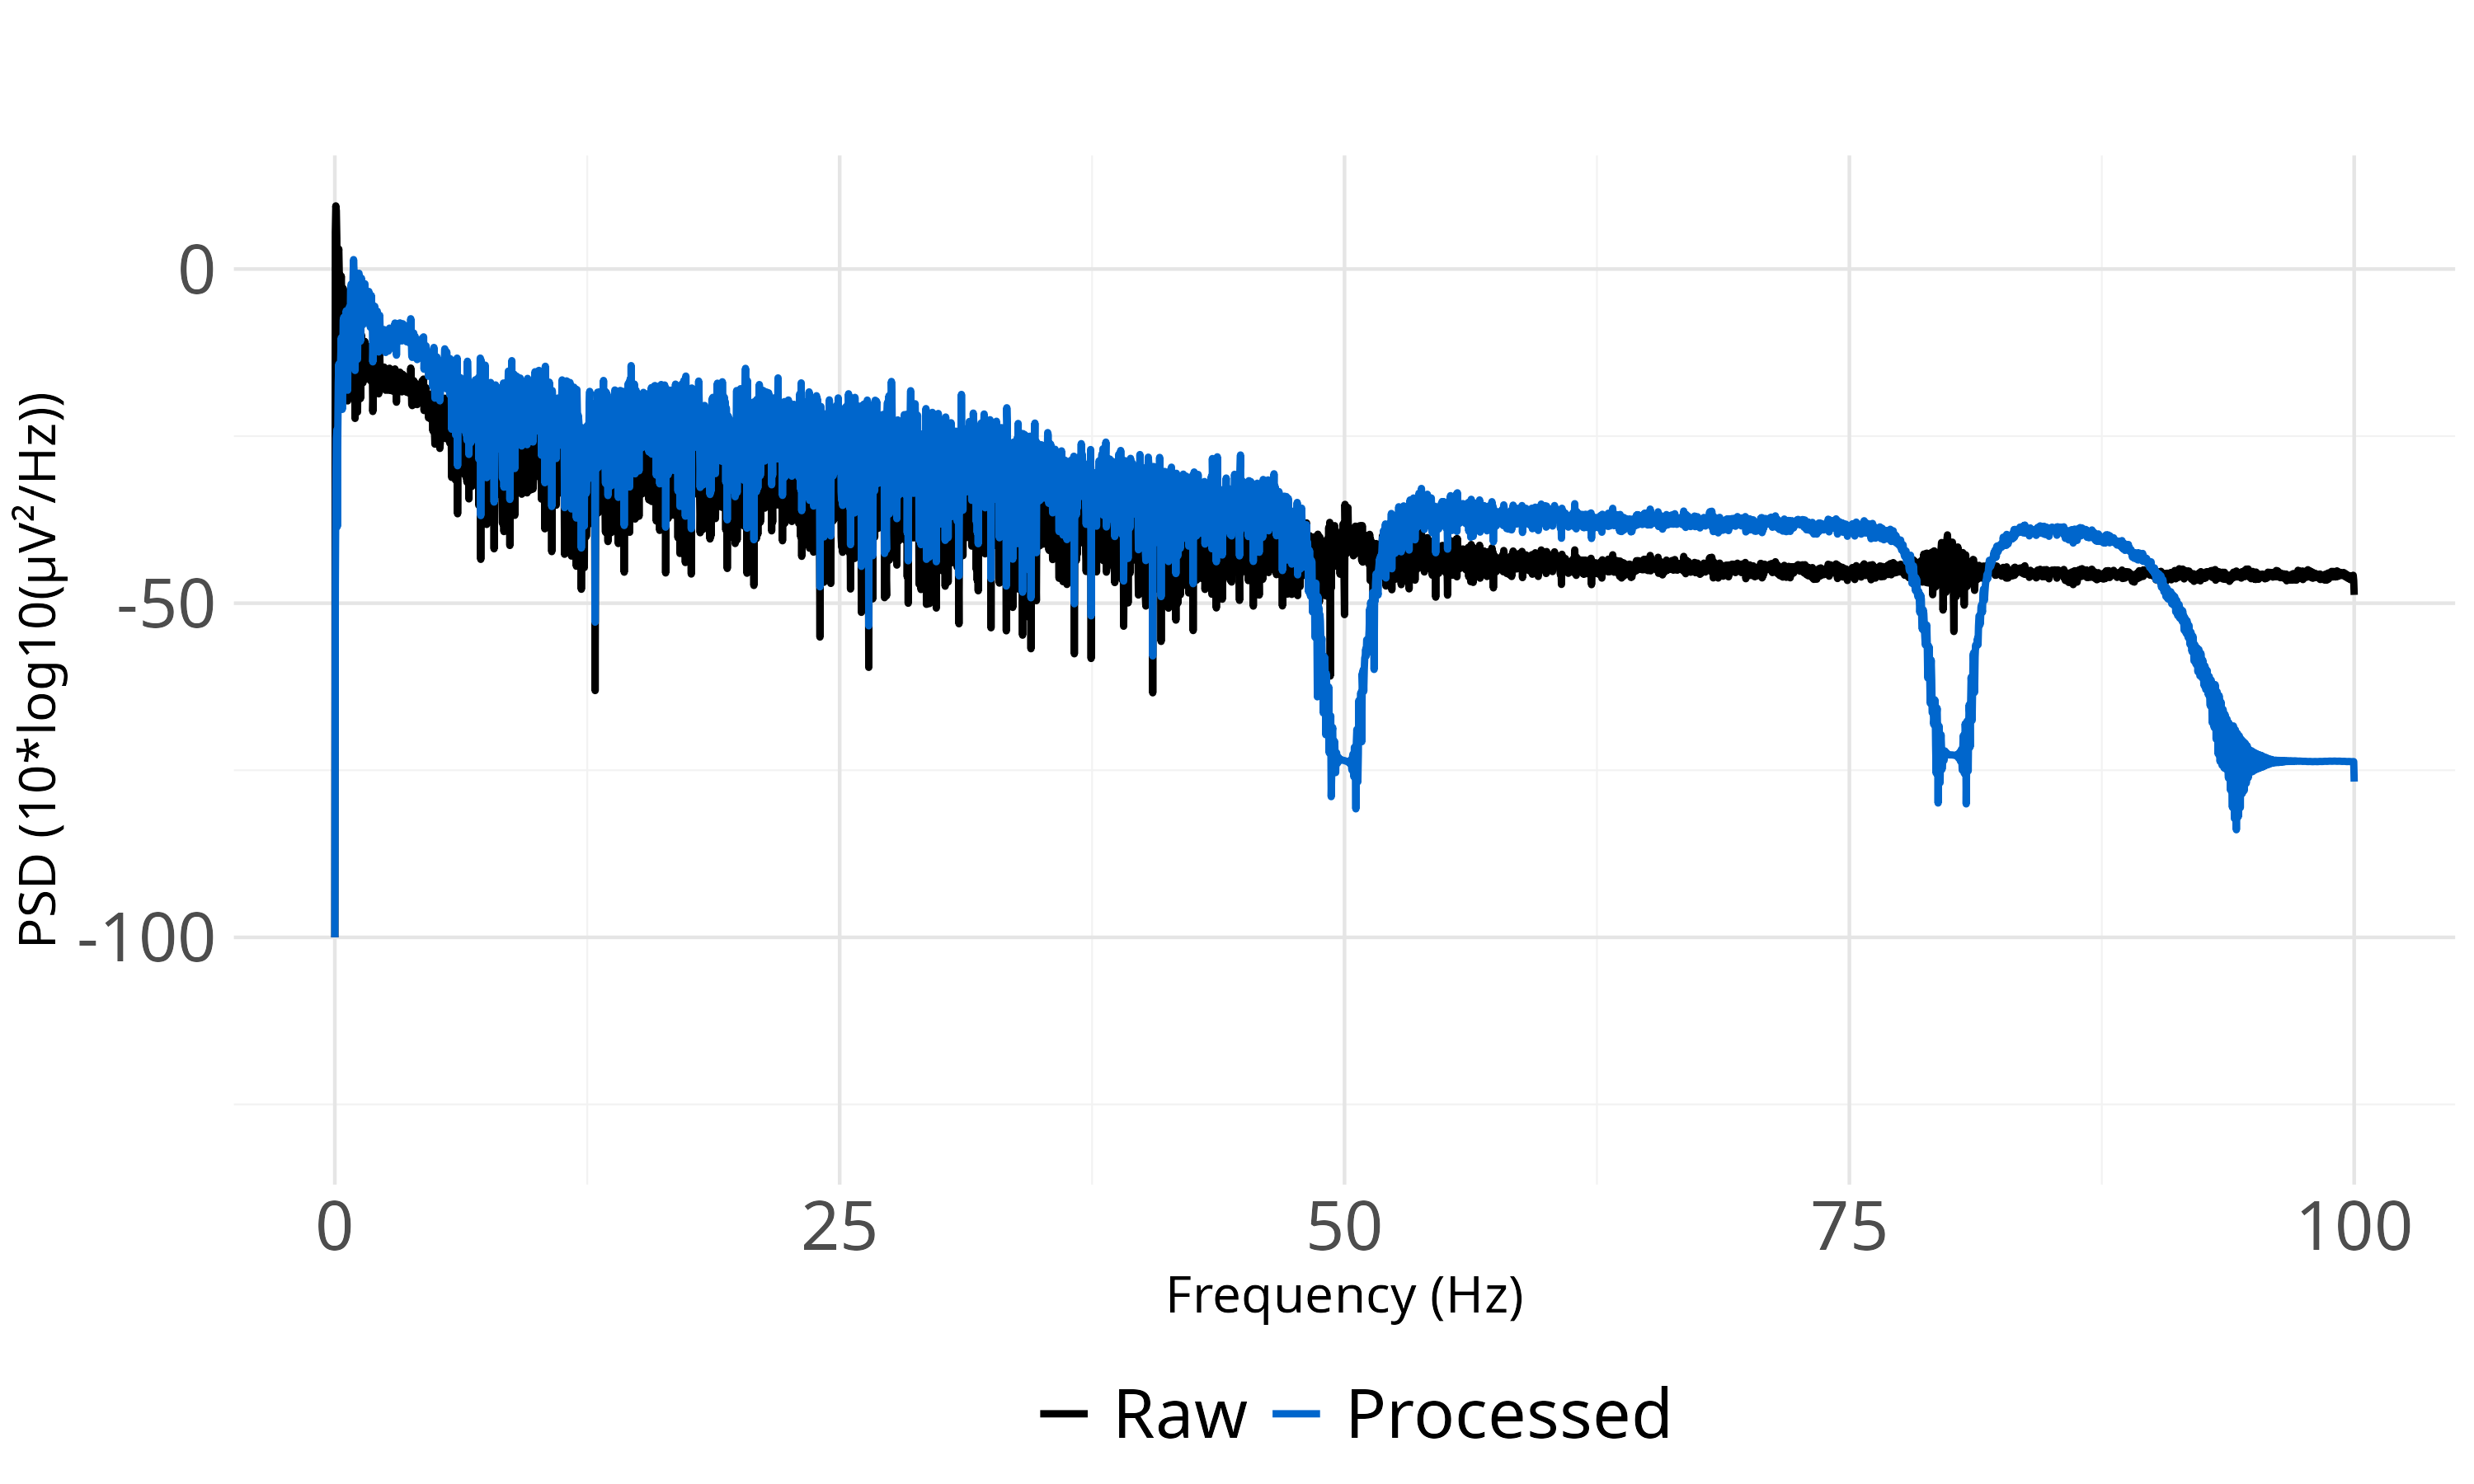 0
-50
-100
PSD (10*log10(µV²/Hz)))
0 25 50 75 100
Frequency (Hz)
Raw Processed